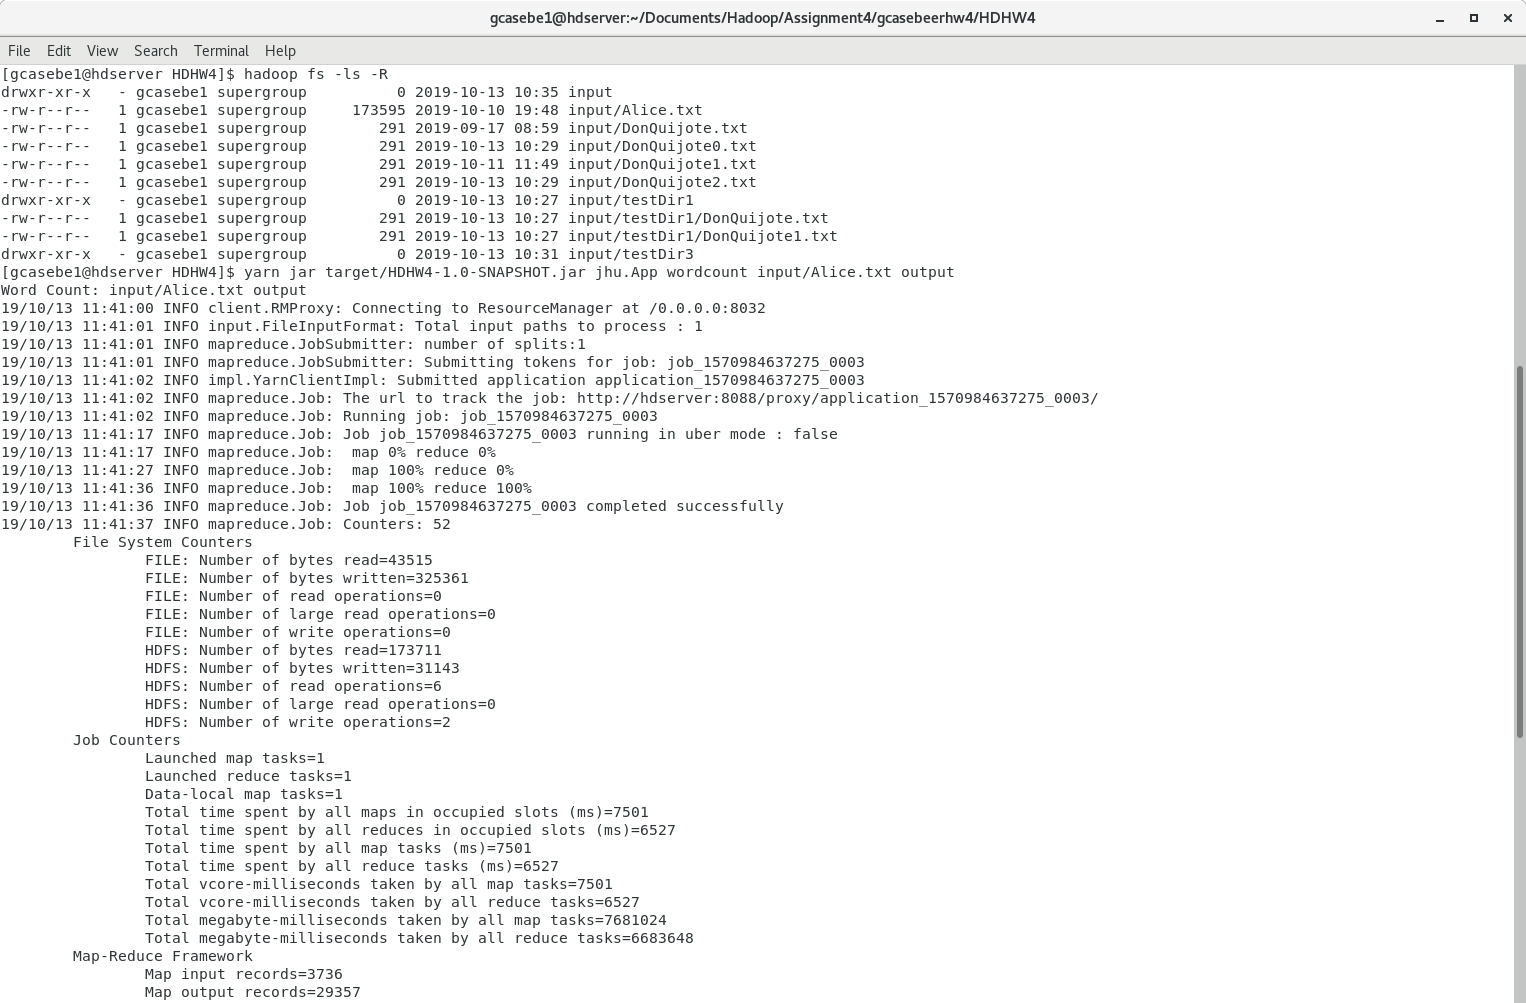 gcasebe1@hdserver:~/Documents/Hadoop/Assignment4/gcasebeerhw4/HDHW4
File Edit View Search Terminal Help
[gcasebe1@hdserver HDHW4]$ hadoop fs -ls -R
drwxr-xr-x   - gcasebe1 supergroup          0 2019-10-13 10:35 input
-rw-r--r--   1 gcasebe1 supergroup     173595 2019-10-10 19:48 input/Alice.txt
-rw-r--r--   1 gcasebe1 supergroup        291 2019-09-17 08:59 input/DonQuijote.txt
-rw-r--r--   1 gcasebe1 supergroup        291 2019-10-13 10:29 input/DonQuijote0.txt
-rw-r--r--   1 gcasebe1 supergroup        291 2019-10-11 11:49 input/DonQuijote1.txt
-rw-r--r--   1 gcasebe1 supergroup        291 2019-10-13 10:29 input/DonQuijote2.txt
drwxr-xr-x   - gcasebe1 supergroup          0 2019-10-13 10:27 input/testDir1
-rw-r--r--   1 gcasebe1 supergroup        291 2019-10-13 10:27 input/testDir1/DonQuijote.txt
-rw-r--r--   1 gcasebe1 supergroup        291 2019-10-13 10:27 input/testDir1/DonQuijote1.txt
drwxr-xr-x   - gcasebe1 supergroup          0 2019-10-13 10:31 input/testDir3
[gcasebe1@hdserver HDHW4]$ yarn jar target/HDHW4-1.0-SNAPSHOT.jar jhu.App wordcount input/Alice.txt output
Word Count: input/Alice.txt output
19/10/13 11:41:00 INFO client.RMProxy: Connecting to ResourceManager at /0.0.0.0:8032
19/10/13 11:41:01 INFO input.FileInputFormat: Total input paths to process : 1
19/10/13 11:41:01 INFO mapreduce.JobSubmitter: number of splits:1
19/10/13 11:41:01 INFO mapreduce.JobSubmitter: Submitting tokens for job: job_1570984637275_0003
19/10/13 11:41:02 INFO impl.YarnClientImpl: Submitted application application_1570984637275_0003
19/10/13 11:41:02 INFO mapreduce.Job: The url to track the job: http://hdserver:8088/proxy/application_1570984637275_0003/
19/10/13 11:41:02 INFO mapreduce.Job: Running job: job_1570984637275_0003
19/10/13 11:41:17 INFO mapreduce.Job: Job job_1570984637275_0003 running in uber mode : false
19/10/13 11:41:17 INFO mapreduce.Job:  map 0% reduce 0%
19/10/13 11:41:27 INFO mapreduce.Job:  map 100% reduce 0%
19/10/13 11:41:36 INFO mapreduce.Job:  map 100% reduce 100%
19/10/13 11:41:36 INFO mapreduce.Job: Job job_1570984637275_0003 completed successfully
19/10/13 11:41:37 INFO mapreduce.Job: Counters: 52
File System Counters
FILE: Number of bytes read=43515
FILE: Number of bytes written=325361
FILE: Number of read operations=0
FILE: Number of large read operations=0
FILE: Number of write operations=0
HDFS: Number of bytes read=173711
HDFS: Number of bytes written=31143
HDFS: Number of read operations=6
HDFS: Number of large read operations=0
HDFS: Number of write operations=2
Job Counters
Launched map tasks=1
Launched reduce tasks=1
Data-local map tasks=1
Total time spent by all maps in occupied slots (ms)=7501
Total time spent by all reduces in occupied slots (ms)=6527
Total time spent by all map tasks (ms)=7501
Total time spent by all reduce tasks (ms)=6527
Total vcore-milliseconds taken by all map tasks=7501
Total vcore-milliseconds taken by all reduce tasks=6527
Total megabyte-milliseconds taken by all map tasks=7681024
Total megabyte-milliseconds taken by all reduce tasks=6683648
Map-Reduce Framework
Map input records=3736
Map output records=29357